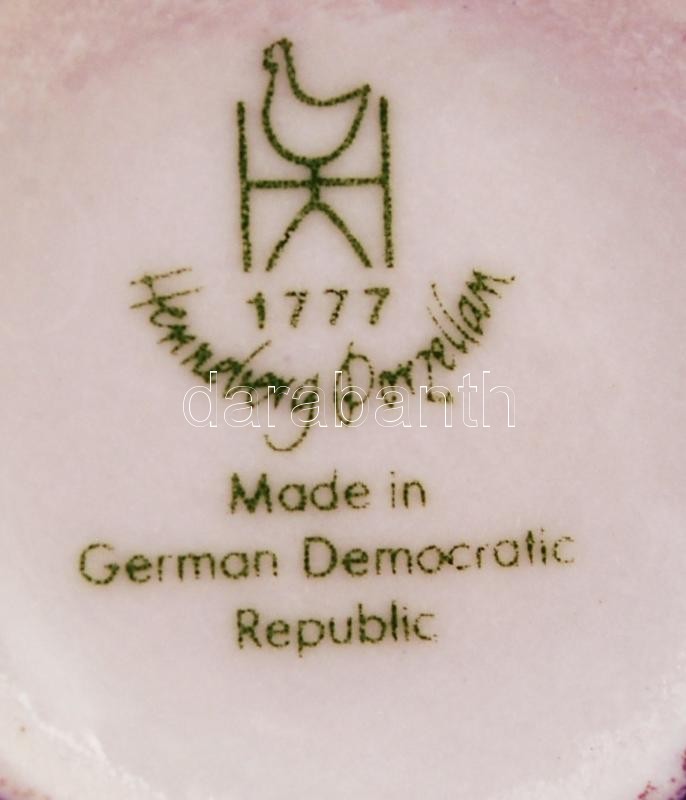 1777
Henneberg Porzellan
darabanth
Made in
German Democratic
Republic